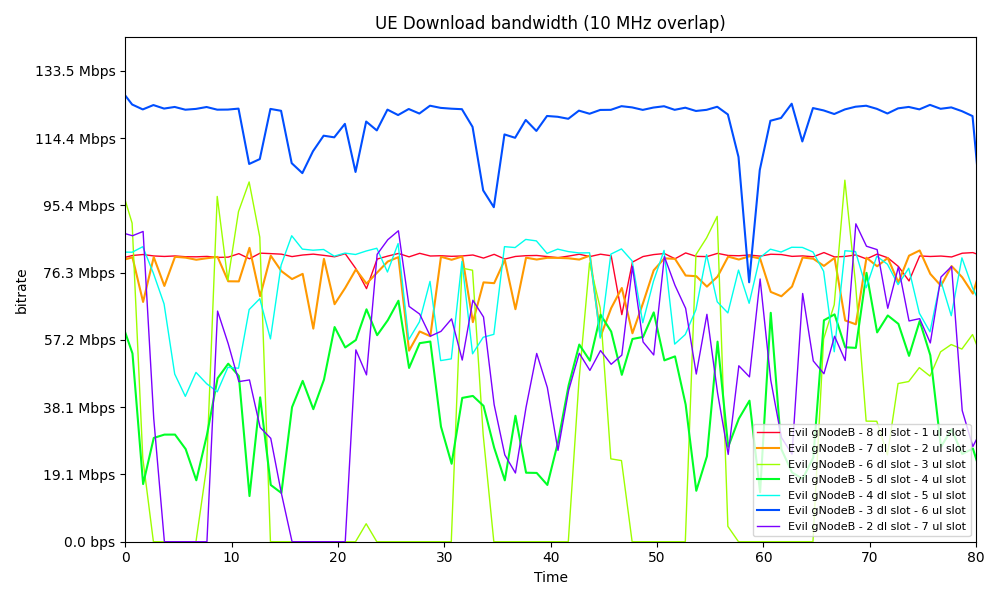 UE Download bandwidth (10 MHz overlap)
133.5 Mbps
114.4 Mbps
95.4 Mbps
76.3 Mbps
57.2 Mbps
38.1 Mbps
19.1 Mbps
0.0 bps
bitrate
Evil gNodeB - 8 dl slot - 1 ul slot
Evil gNodeB - 7 dl slot - 2 ul slot
Evil gNodeB - 6 dl slot - 3 ul slot
Evil gNodeB - 5 dl slot - 4 ul slot
Evil gNodeB - 4 dl slot - 5 ul slot
Evil gNodeB - 3 dl slot - 6 ul slot
Evil gNodeB - 2 dl slot - 7 ul slot
0 10 20 30 40 50 60 70 80
Time